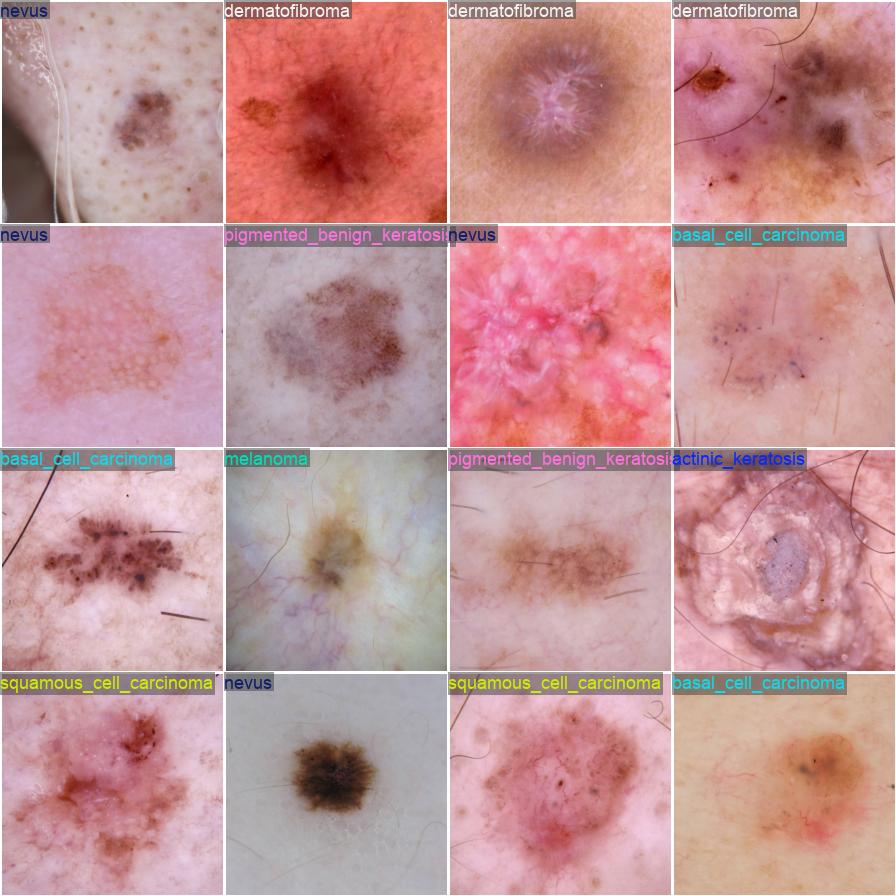 nevus
dermatofibroma
dermatofibroma
dermatofibroma
nevus
pigmented_benign_keratosis
nevus
basal_cell_carcinoma
basal_cell_carcinoma
melanoma
pigmented_benign_keratosis
actinic_keratosis
squamous_cell_carcinoma
nevus
squamous_cell_carcinoma
basal_cell_carcinoma